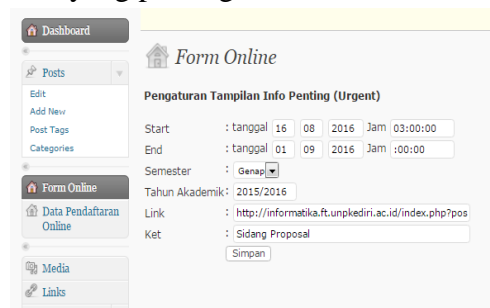 Dashboard
Posts
Edit
Add New
Post Tags
Categories
Form Online
Data Pendaftaran
Online
Media
Links
Form Online
Pengaturan Tampilan Info Penting (Urgent)
Start : tanggal 16 08 2016 Jam 03:00:00
End : tanggal 01 09 2016 Jam :00:00
Semester : Genap
Tahun Akademik : 2015/2016
Link : http://informatika.ft.unpkediri.ac.id/index.php?pos
Ket : Sidang Proposal
Simpan